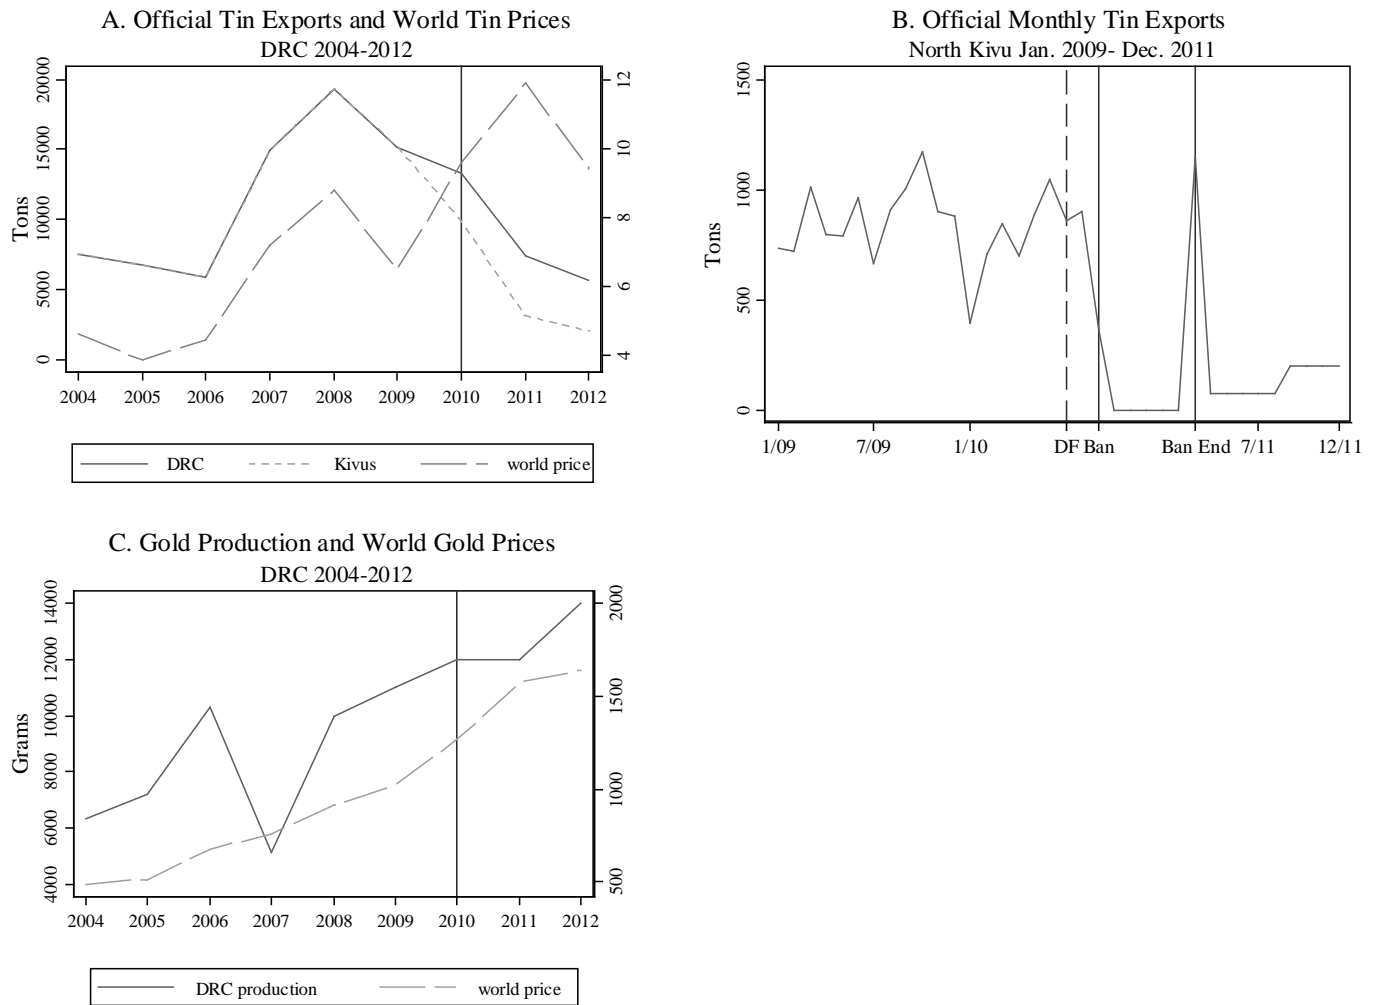 A. Official Tin Exports and World Tin Prices
DRC 2004-2012
Tons
20000
15000
10000
5000
0
12
10
8
6
4
2004 2005 2006 2007 2008 2009 2010 2011 2012
DRC Kivus world price
B. Official Monthly Tin Exports
North Kivu Jan. 2009- Dec. 2011
Tons
1500
1000
500
0
1/09 7/09 1/10 DF Ban Ban End 7/11 12/11
C. Gold Production and World Gold Prices
DRC 2004-2012
Grams
14000
12000
10000
8000
6000
4000
2000
1500
1000
500
2004 2005 2006 2007 2008 2009 2010 2011 2012
DRC production world price